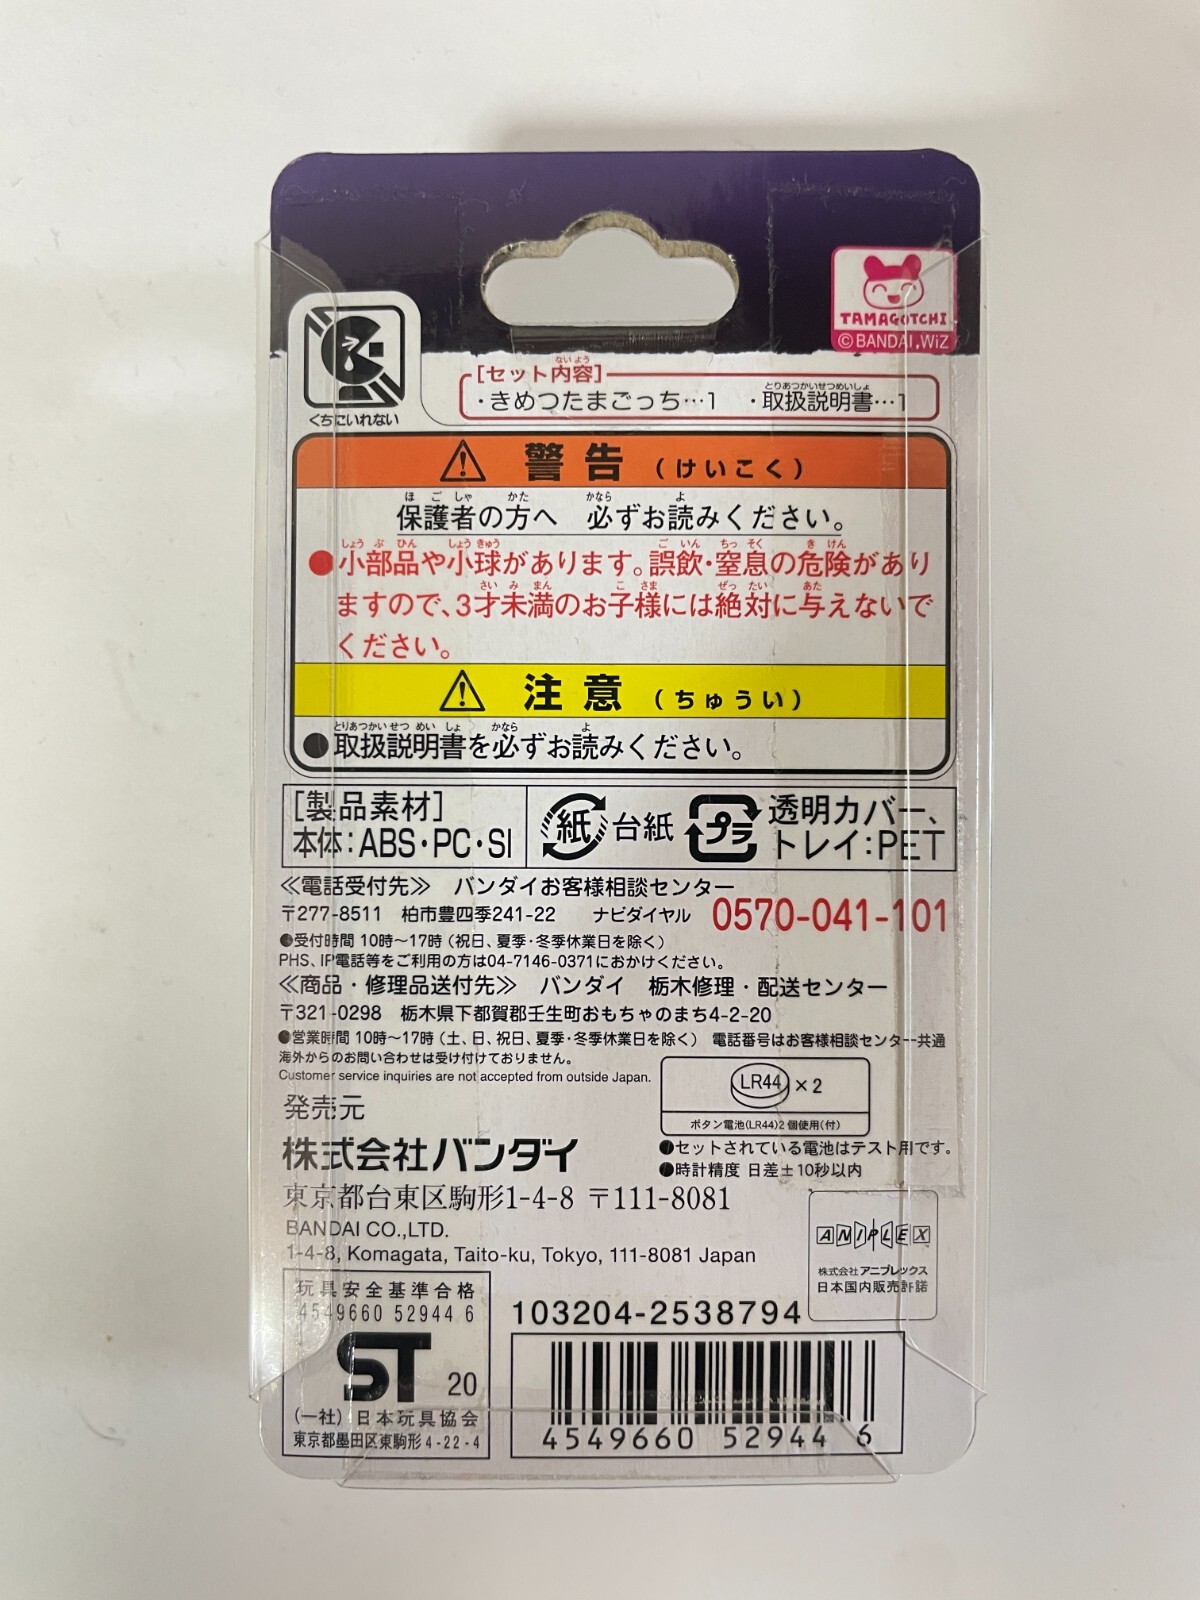 TAMAGOTCHI
©BANDAI,WiZ
くちにいれない
[セット内容]
・きめつたまごっち…1 ・取扱説明書…1
警告(けいこく)
保護者の方へ 必ずお読みください。
●小部品や小球があります。誤飲・窒息の危険があり
ますので、3才未満のお子様には絶対に与えないで
ください。
注意(ちゅうい)
●取扱説明書を必ずお読みください。
[製品素材]
本体:ABS・PC・SI
紙 台紙
プラ 透明カバー、
トレイ:PET
≪電話受付先≫ バンダイお客様相談センター
〒277-8511 柏市豊四季241-22 ナビダイヤル 0570-041-101
●受付時間 10時〜17時(祝日、夏季・冬季休業日を除く)
PHS、IP電話等をご利用の方は04-7146-0371におかけください。
≪商品・修理品送付先≫ バンダイ 栃木修理・配送センター
〒321-0298 栃木県下都賀郡壬生町おもちゃのまち4-2-20
●営業時間 10時〜17時(土、日、祝日、夏季・冬季休業日を除く) 電話番号はお客様相談センター共通
海外からのお問い合わせは受け付けておりません。
Customer service inquiries are not accepted from outside Japan.
LR44 ×2
ボタン電池(LR44)2個使用(付)
●セットされている電池はテスト用です。
●時計精度 日差±10秒以内
発売元
株式会社バンダイ
東京都台東区駒形1-4-8 〒111-8081
BANDAI CO.,LTD.
1-4-8, Komagata, Taito-ku, Tokyo, 111-8081 Japan
ANIPLEX
株式会社アニプレックス
日本国内販売許諾
玩具安全基準合格
4549660 52944 6
ST 20
(一社)日本玩具協会
東京都墨田区東駒形4-22-4
103204-2538794
4549660 52944 6